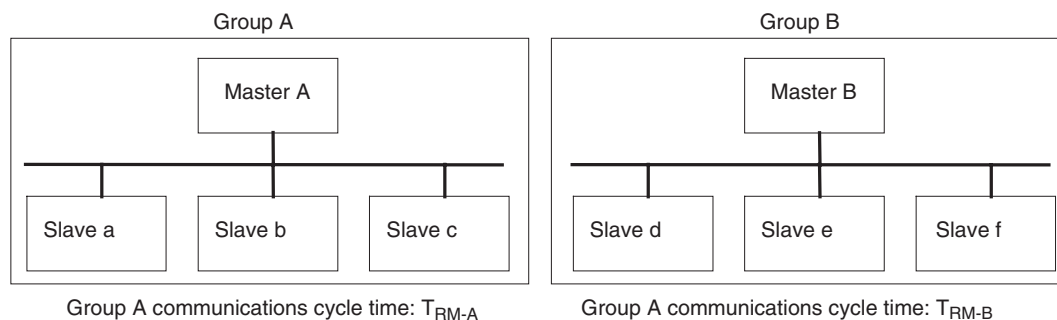 Group A
Group B
Master A
Master B
Slave a
Slave b
Slave c
Slave d
Slave e
Slave f
Group A communications cycle time: TRM-A
Group A communications cycle time: TRM-B